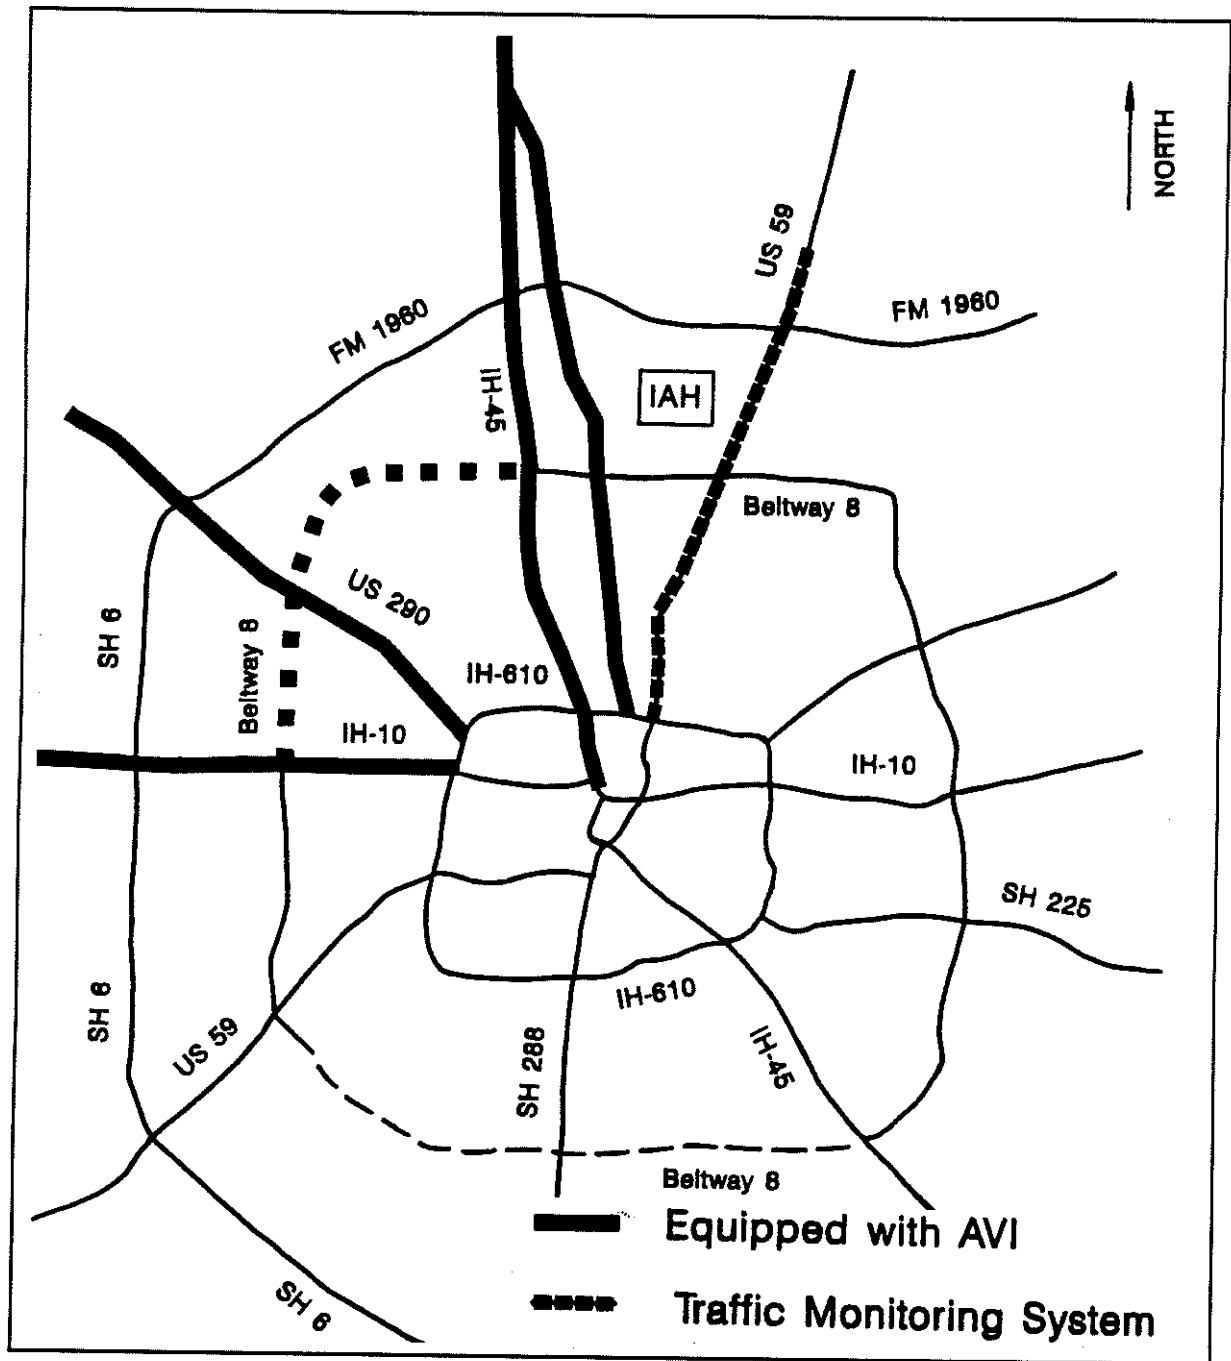 NORTH
US 59
FM 1960
FM 1960
IH-45
IAH
Beltway 8
US 290
SH 6
Beltway 8
IH-610
IH-10
IH-10
SH 225
SH 6
US 59
IH-610
SH 288
IH-45
Beltway 8
Equipped with AVI
SH 6
Traffic Monitoring System